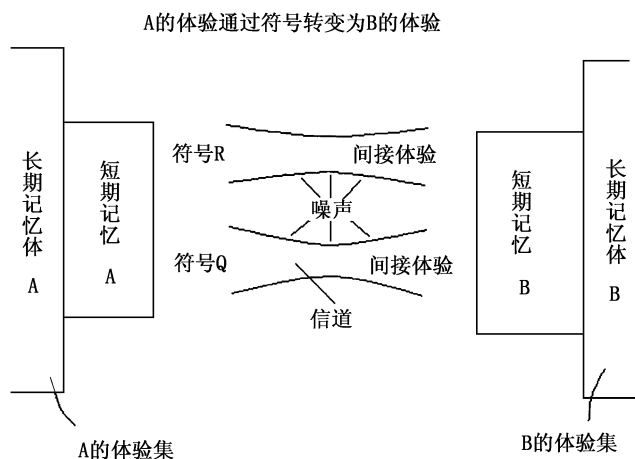 A的体验通过符号转变为B的体验
长期记忆体 A
短期记忆 A
符号R
间接体验
噪声
符号Q
间接体验
信道
短期记忆 B
长期记忆体 B
A的体验集
B的体验集